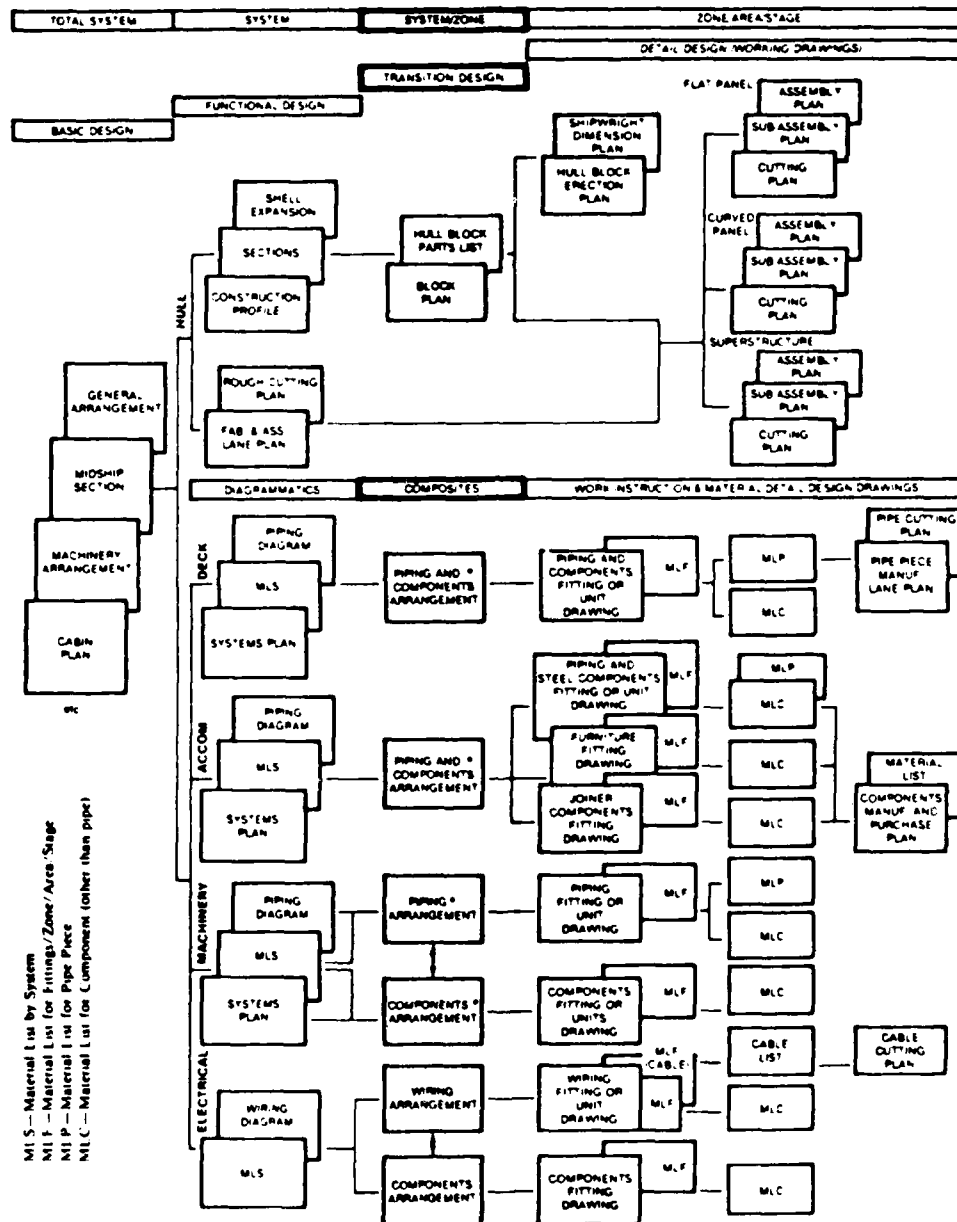 TOTAL SYSTEM
SYSTEM
SYSTEM/ZONE
ZONE AREA/STAGE
DETAIL DESIGN (WORKING DRAWINGS)
TRANSITION DESIGN
FUNCTIONAL DESIGN
BASIC DESIGN
FLAT PANEL
ASSEMBLY
PLAN
SUB ASSEMBLY
PLAN
CUTTING
PLAN
SHIPWRIGHT
DIMENSION
PLAN
HULL BLOCK
ERECTION
PLAN
HULL
SHELL
EXPANSION
SECTIONS
CONSTRUCTION
PROFILE
HULL BLOCK
PARTS LIST
BLOCK
PLAN
CURVED
PANEL
ASSEMBLY
PLAN
SUB ASSEMBLY
PLAN
CUTTING
PLAN
SUPERSTRUCTURE
ASSEMBLY
PLAN
SUB ASSEMBLY
PLAN
CUTTING
PLAN
ROUGH CUTTING
PLAN
FAB. & ASS
LANE PLAN
GENERAL
ARRANGEMENT
MIDSHIP
SECTION
MACHINERY
ARRANGEMENT
CABIN
PLAN
etc
DIAGRAMMATICS
COMPOSITES
WORK INSTRUCTION & MATERIAL DETAIL DESIGN DRAWINGS
DECK
PIPING
DIAGRAM
MLS
SYSTEMS PLAN
PIPING AND *
COMPONENTS
ARRANGEMENT
PIPING AND
COMPONENTS
FITTING OR
UNIT
DRAWING
MLF
MLP
MLC
PIPE CUTTING
PLAN
PIPE PIECE
MANUF
LANE PLAN
ACCOM
PIPING
DIAGRAM
MLS
SYSTEMS
PLAN
PIPING AND *
COMPONENTS
ARRANGEMENT
PIPING AND
STEEL COMPONENTS
FITTING OR UNIT
DRAWING
MLF
MLP
MLC
FURNITURE
FITTING
DRAWING
MLF
MLC
JOINER
COMPONENTS
FITTING
DRAWING
MLF
MLC
MATERIAL
LIST
COMPONENTS
MANUF AND
PURCHASE
PLAN
MACHINERY
PIPING
DIAGRAM
MLS
SYSTEMS
PLAN
PIPING *
ARRANGEMENT
PIPING
FITTING OR
UNIT
DRAWING
MLF
MLP
MLC
COMPONENTS *
ARRANGEMENT
COMPONENTS
FITTING OR
UNITS
DRAWING
MLF
MLC
ELECTRICAL
WIRING
DIAGRAM
MLS
WIRING
ARRANGEMENT
WIRING
FITTING OR
UNIT
DRAWING
MLF
(CABLE)
MLF
CABLE
LIST
MLC
CABLE
CUTTING
PLAN
COMPONENTS
ARRANGEMENT
COMPONENTS
FITTING
DRAWING
MLF
MLC
MLS – Material List by System
MLF – Material List for Fittings/Zone/Area/Stage
MLP – Material List for Pipe Piece
MLC – Material List for Component (other than pipe)